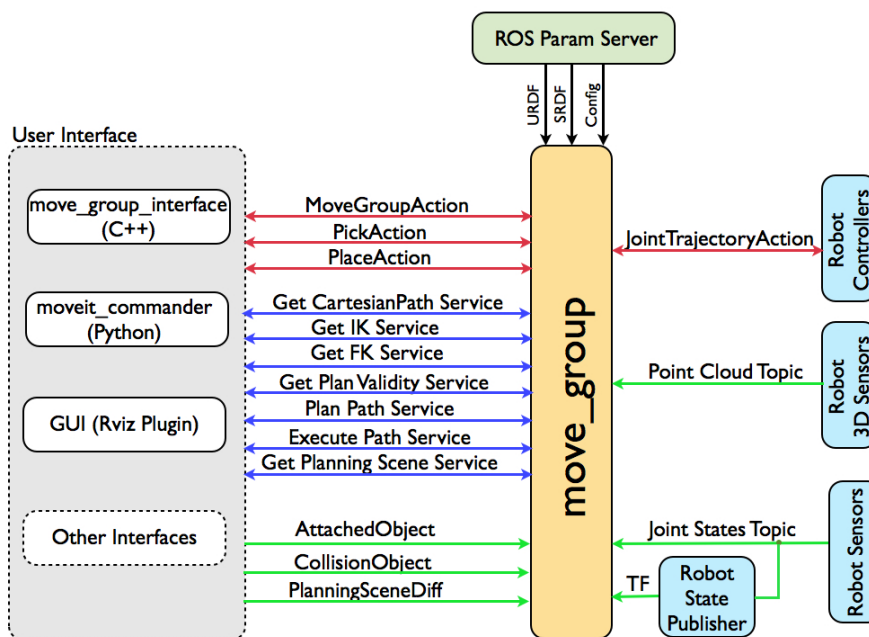 ROS Param Server
URDF
SRDF
Config
User Interface
move_group_interface
(C++)
moveit_commander
(Python)
GUI (Rviz Plugin)
Other Interfaces
MoveGroupAction
PickAction
PlaceAction
Get CartesianPath Service
Get IK Service
Get FK Service
Get Plan Validity Service
Plan Path Service
Execute Path Service
Get Planning Scene Service
AttachedObject
CollisionObject
PlanningSceneDiff
move_group
JointTrajectoryAction
Robot
Controllers
Point Cloud Topic
Robot
3D Sensors
Joint States Topic
TF
Robot
State
Publisher
Robot Sensors